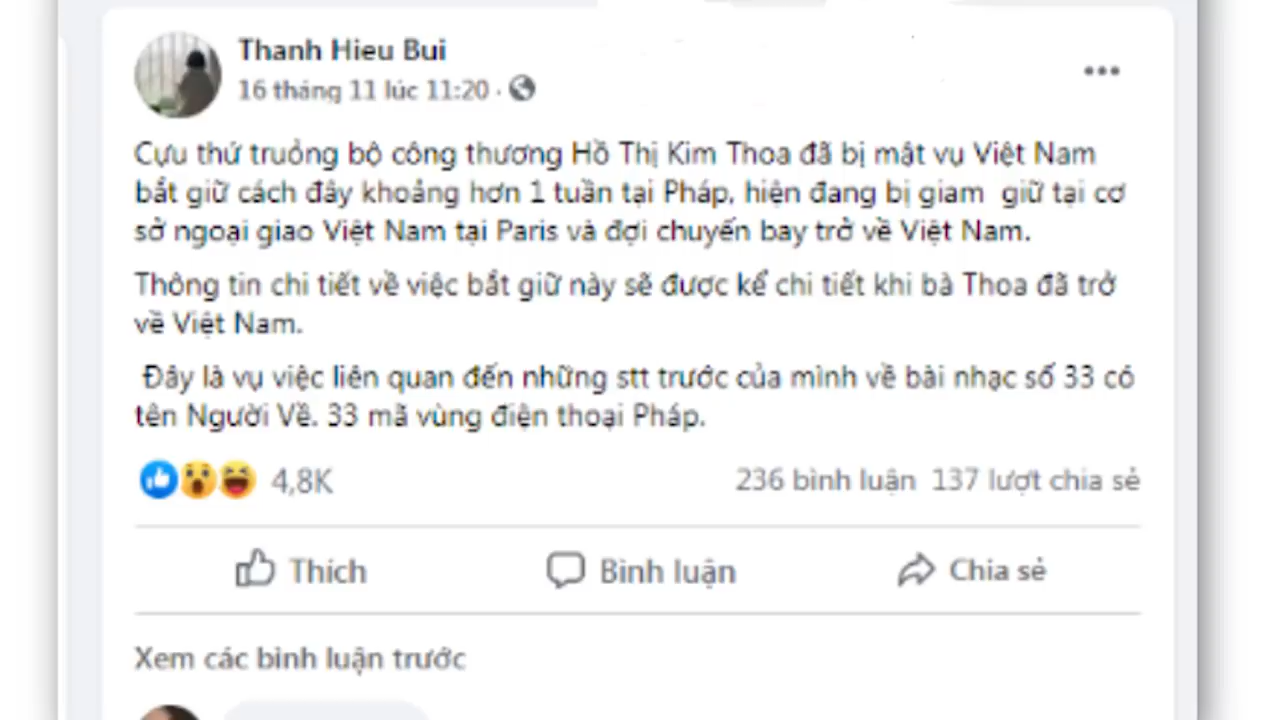 Thanh Hieu Bui
16 tháng 11 lúc 11:20 ·
Cựu thứ truỏng bộ công thương Hồ Thị Kim Thoa đã bị mật vụ Việt Nam
bắt giữ cách đây khoảng hơn 1 tuần tại Pháp, hiện đang bị giam giữ tại cơ
sở ngoại giao Việt Nam tại Paris và đợi chuyến bay trở về Việt Nam.
Thông tin chi tiết về việc bắt giữ này sẽ được kể chi tiết khi bà Thoa đã trở
về Việt Nam.
Đây là vụ việc liên quan đến những stt trước của mình về bài nhạc số 33 có
tên Người Về. 33 mã vùng điện thoại Pháp.
4,8K 236 bình luận 137 lượt chia sẻ
Thích Bình luận Chia sẻ
Xem các bình luận trước